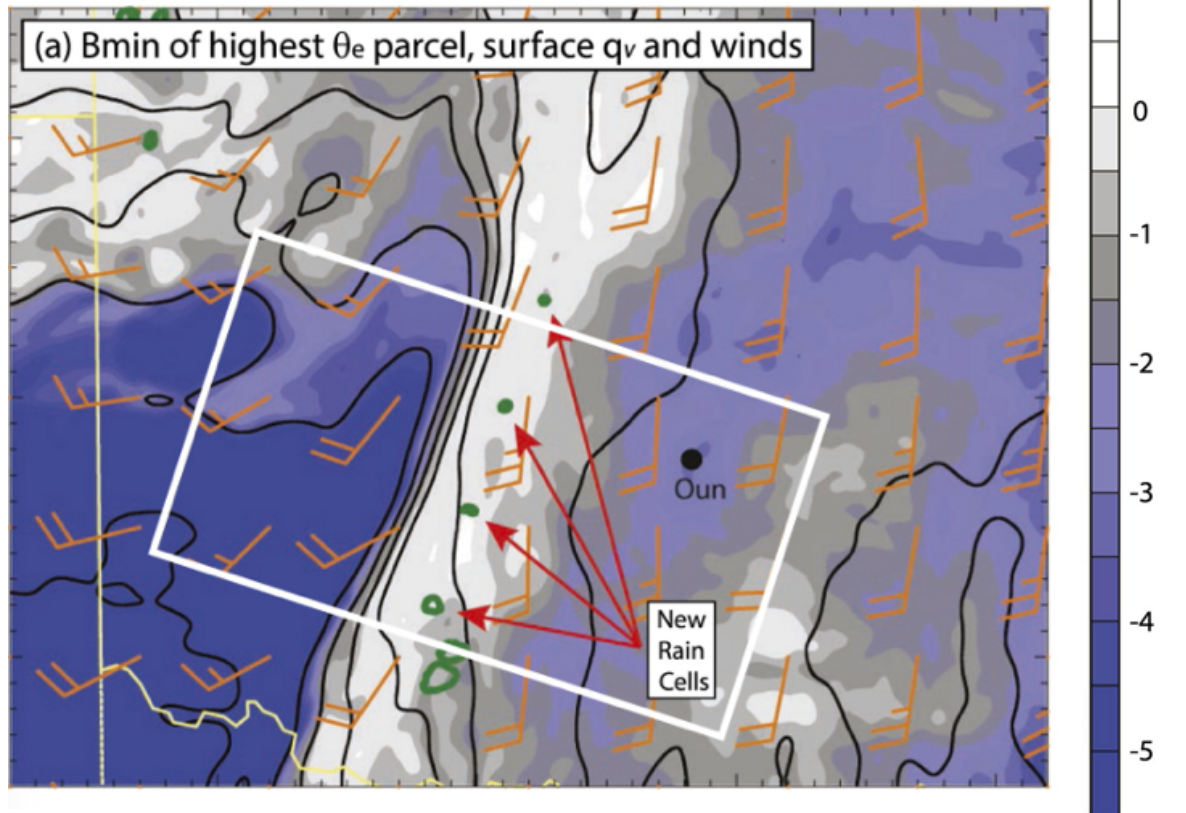 (a) Bmin of highest θe parcel, surface qv and winds
0
-1
-2
Oun
-3
New
Rain
Cells
-4
-5